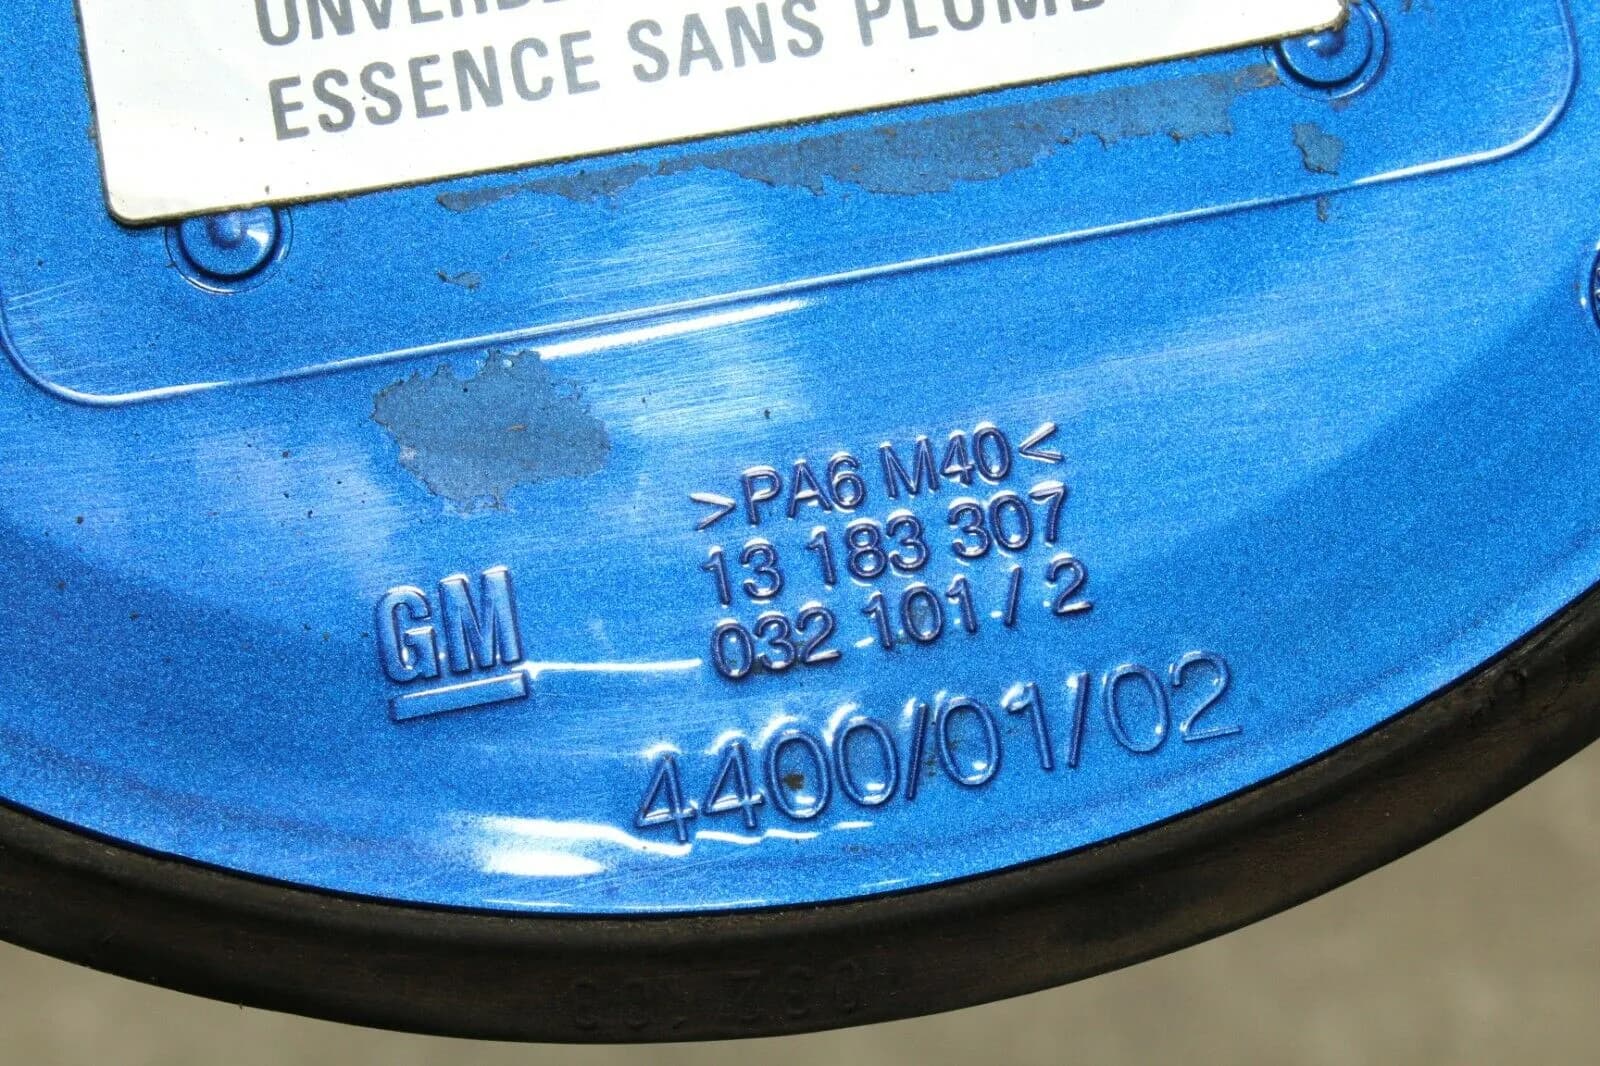 ESSENCE SANS PLOMB
>PA6 M40<
13 183 307
GM
032 101 / 2
4400/01/02